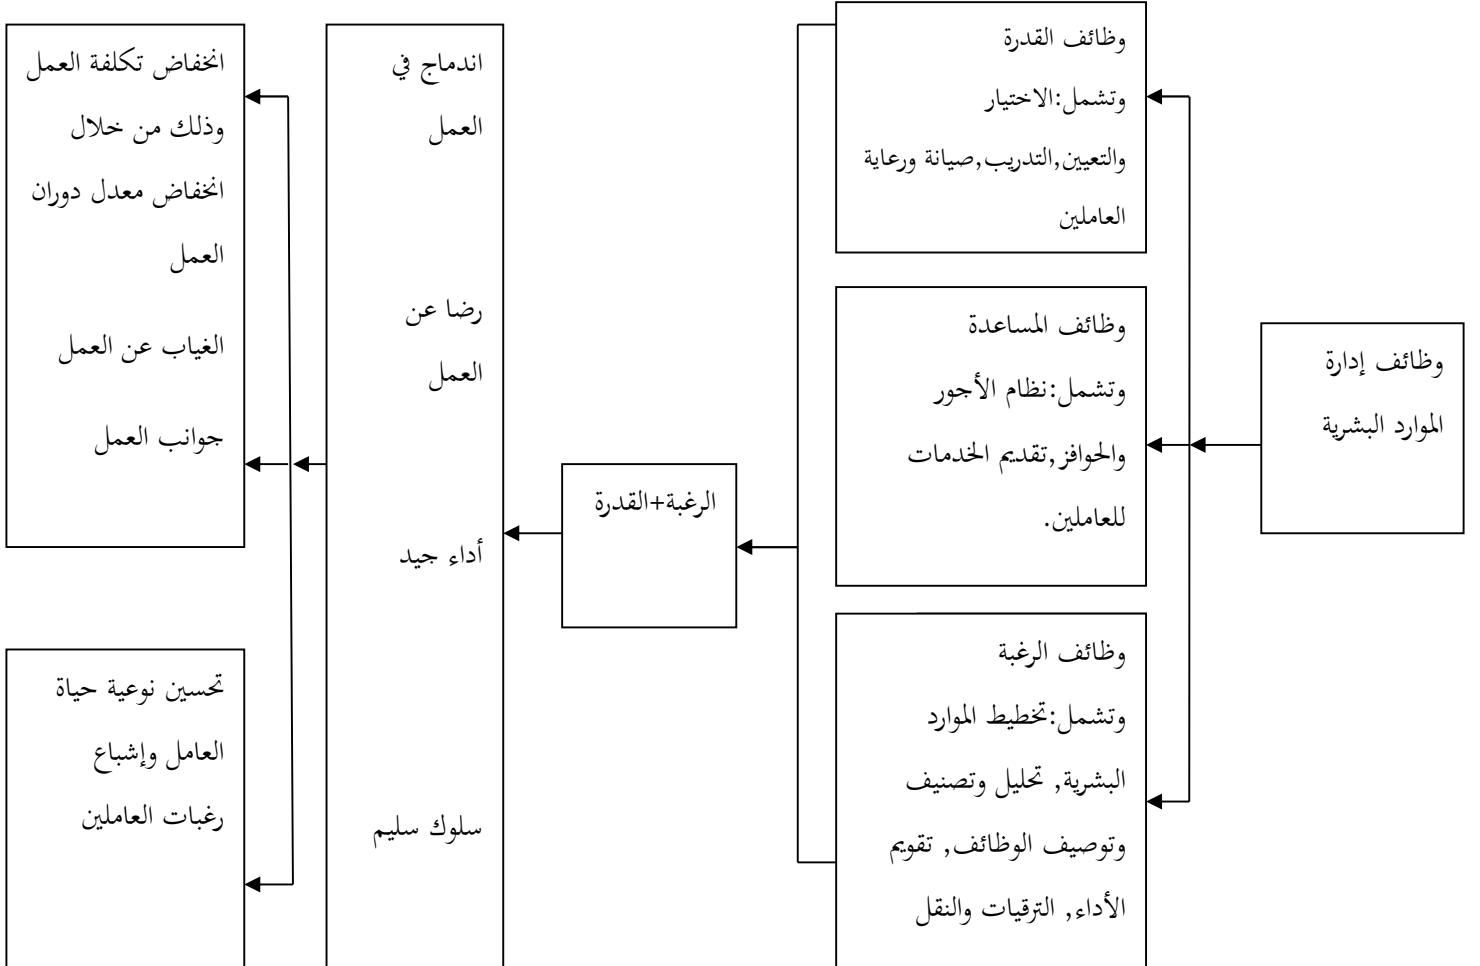 وظائف إدارة
الموارد البشرية
وظائف القدرة
وتشمل:الاختيار
والتعيين,التدريب,صيانة ورعاية
العاملين
وظائف المساعدة
وتشمل:نظام الأجور
والحوافز,تقديم الخدمات
للعاملين.
وظائف الرغبة
وتشمل:تخطيط الموارد
البشرية, تحليل وتصنيف
وتوصيف الوظائف, تقويم
الأداء, الترقيات والنقل
الرغبة+القدرة
اندماج في
العمل
رضا عن
العمل
أداء جيد
سلوك سليم
انخفاض تكلفة العمل
وذلك من خلال
انخفاض معدل دوران
العمل
الغياب عن العمل
جوانب العمل
تحسين نوعية حياة
العامل وإشباع
رغبات العاملين